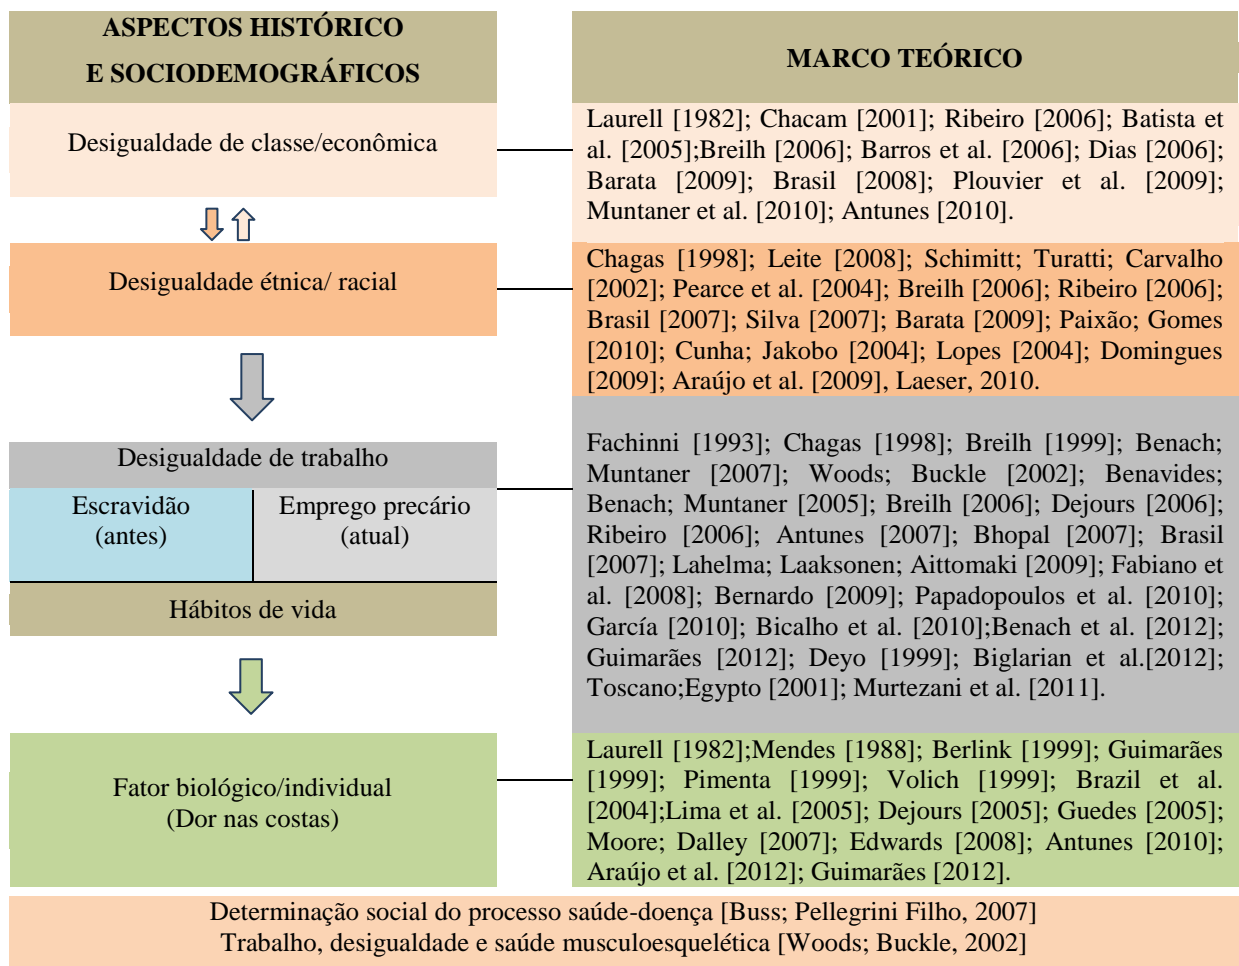 ASPECTOS HISTÓRICO
E SOCIODEMOGRÁFICOS
MARCO TEÓRICO
Desigualdade de classe/econômica
Laurell [1982]; Chacam [2001]; Ribeiro [2006]; Batista et
al. [2005];Breilh [2006]; Barros et al. [2006]; Dias [2006];
Barata [2009]; Brasil [2008]; Plouvier et al. [2009];
Muntaner et al. [2010]; Antunes [2010].
Desigualdade étnica/ racial
Chagas [1998]; Leite [2008]; Schimitt; Turatti; Carvalho
[2002]; Pearce et al. [2004]; Breilh [2006]; Ribeiro [2006];
Brasil [2007]; Silva [2007]; Barata [2009]; Paixão; Gomes
[2010]; Cunha; Jakobo [2004]; Lopes [2004]; Domingues
[2009]; Araújo et al. [2009], Laeser, 2010.
Desigualdade de trabalho
Escravidão
(antes)
Emprego precário
(atual)
Hábitos de vida
Fachinni [1993]; Chagas [1998]; Breilh [1999]; Benach;
Muntaner [2007]; Woods; Buckle [2002]; Benavides;
Benach; Muntaner [2005]; Breilh [2006]; Dejours [2006];
Ribeiro [2006]; Antunes [2007]; Bhopal [2007]; Brasil
[2007]; Lahelma; Laaksonen; Aittomaki [2009]; Fabiano et
al. [2008]; Bernardo [2009]; Papadopoulos et al. [2010];
García [2010]; Bicalho et al. [2010];Benach et al. [2012];
Guimarães [2012]; Deyo [1999]; Biglarian et al.[2012];
Toscano;Egypto [2001]; Murtezani et al. [2011].
Fator biológico/individual
(Dor nas costas)
Laurell [1982];Mendes [1988]; Berlink [1999]; Guimarães
[1999]; Pimenta [1999]; Volich [1999]; Brazil et al.
[2004];Lima et al. [2005]; Dejours [2005]; Guedes [2005];
Moore; Dalley [2007]; Edwards [2008]; Antunes [2010];
Araújo et al. [2012]; Guimarães [2012].
Determinação social do processo saúde-doença [Buss; Pellegrini Filho, 2007]
Trabalho, desigualdade e saúde musculoesquelética [Woods; Buckle, 2002]